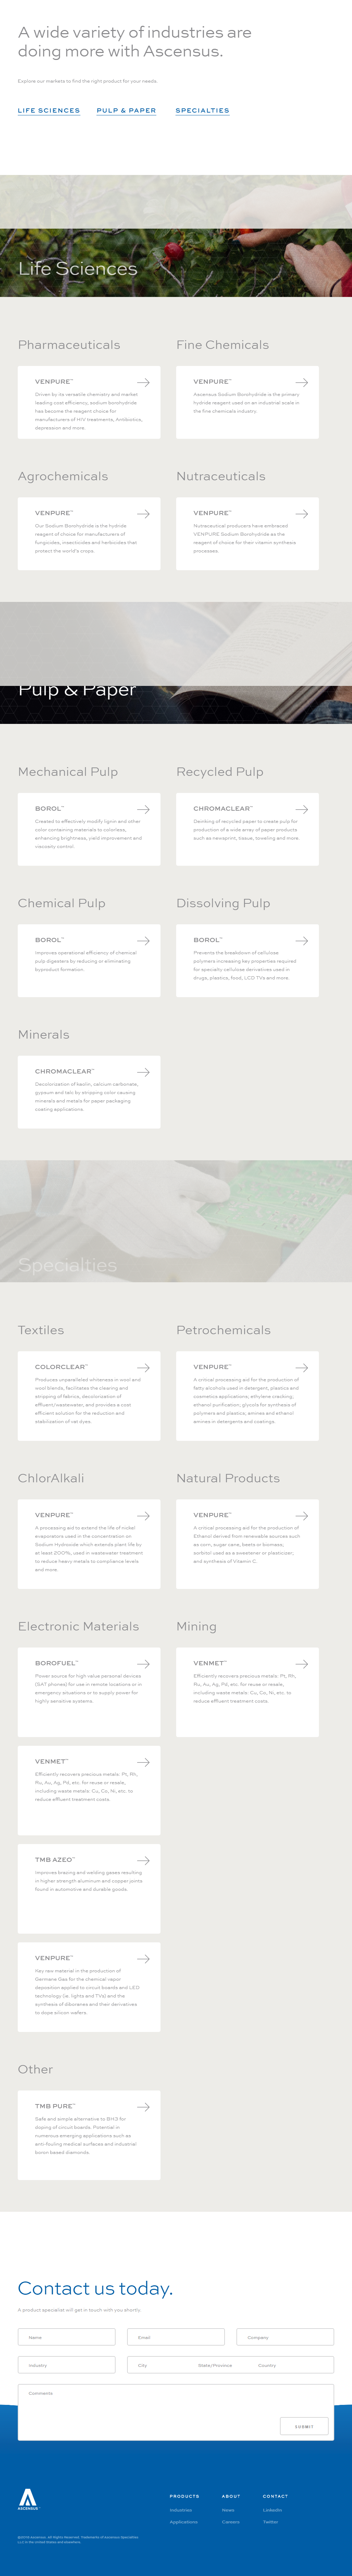 A wide variety of industries are
doing more with Ascensus.
Explore our markets to find the right product for your needs.
LIFE SCIENCES PULP & PAPER SPECIALTIES
Life Sciences
Pharmaceuticals
VENPURE™
Driven by its versatile chemistry and market
leading cost efficiency, sodium borohydride
has become the reagent choice for
manufacturers of HIV treatments, Antibiotics,
depression and more.
Fine Chemicals
VENPURE™
Ascensus Sodium Borohydride is the primary
hydride reagent used on an industrial scale in
the fine chemicals industry.
Agrochemicals
VENPURE™
Our Sodium Borohydride is the hydride
reagent of choice for manufacturers of
fungicides, insecticides and herbicides that
protect the world's crops.
Nutraceuticals
VENPURE™
Nutraceutical producers have embraced
VENPURE Sodium Borohydride as the
reagent of choice for their vitamin synthesis
processes.
Pulp & Paper
Mechanical Pulp
BOROL™
Created to effectively modify lignin and other
color containing materials to colorless,
enhancing brightness, yield improvement and
viscosity control.
Recycled Pulp
CHROMACLEAR™
Deinking of recycled paper to create pulp for
production of a wide array of paper products
such as newsprint, tissue, toweling and more.
Chemical Pulp
BOROL™
Improves operational efficiency of chemical
pulp digesters by reducing or eliminating
byproduct formation.
Dissolving Pulp
BOROL™
Prevents the breakdown of cellulose
polymers increasing key properties required
for specialty cellulose derivatives used in
drugs, plastics, food, LCD TVs and more.
Minerals
CHROMACLEAR™
Decolorization of kaolin, calcium carbonate,
gypsum and talc by stripping color causing
minerals and metals for paper packaging
coating applications.
Specialties
Textiles
COLORCLEAR™
Produces unparalleled whiteness in wool and
wool blends, facilitates the clearing and
stripping of fabrics, decolorization of
effluent/wastewater, and provides a cost
efficient solution for the reduction and
stabilization of vat dyes.
Petrochemicals
VENPURE™
A critical processing aid for the production of
fatty alcohols used in detergent, plastics and
cosmetics applications; ethylene cracking,
ethanol purification; glycols for synthesis of
polymers and plastics; amines and ethanol
amines in detergents and coatings.
ChlorAlkali
VENPURE™
A processing aid to extend the life of nickel
evaporators used in the concentration on
Sodium Hydroxide which extends plant life by
at least 200%, used in wastewater treatment
to reduce heavy metals to compliance levels
and more.
Natural Products
VENPURE™
A critical processing aid for the production of
Ethanol derived from renewable sources such
as corn, sugar cane, beets or biomass;
sorbitol used as a sweetener or plasticizer;
and synthesis of Vitamin C.
Electronic Materials
BOROFUEL™
Power source for high value personal devices
(SAT phones) for use in remote locations or in
emergency situations or to supply power for
highly sensitive systems.
Mining
VENMET™
Efficiently recovers precious metals: Pt, Rh,
Ru, Au, Ag, Pd, etc. for reuse or resale,
including waste metals: Cu, Co, Ni, etc. to
reduce effluent treatment costs.
VENMET™
Efficiently recovers precious metals: Pt, Rh,
Ru, Au, Ag, Pd, etc. for reuse or resale,
including waste metals: Cu, Co, Ni, etc. to
reduce effluent treatment costs.
TMB AZEO™
Improves brazing and welding gases resulting
in higher strength aluminum and copper joints
found in automotive and durable goods.
VENPURE™
Key raw material in the production of
Germane Gas for the chemical vapor
deposition applied to circuit boards and LED
technology (ie. lights and TVs) and the
synthesis of diboranes and their derivatives
to dope silicon wafers.
Other
TMB PURE™
Safe and simple alternative to BH3 for
doping of circuit boards. Potential in
numerous emerging applications such as
anti-fouling medical surfaces and industrial
boron based diamonds.
Contact us today.
A product specialist will get in touch with you shortly.
Name Email Company
Industry City State/Province Country
Comments
SUBMIT
ASCENSUS
PRODUCTS ABOUT CONTACT
Industries News LinkedIn
Applications Careers Twitter